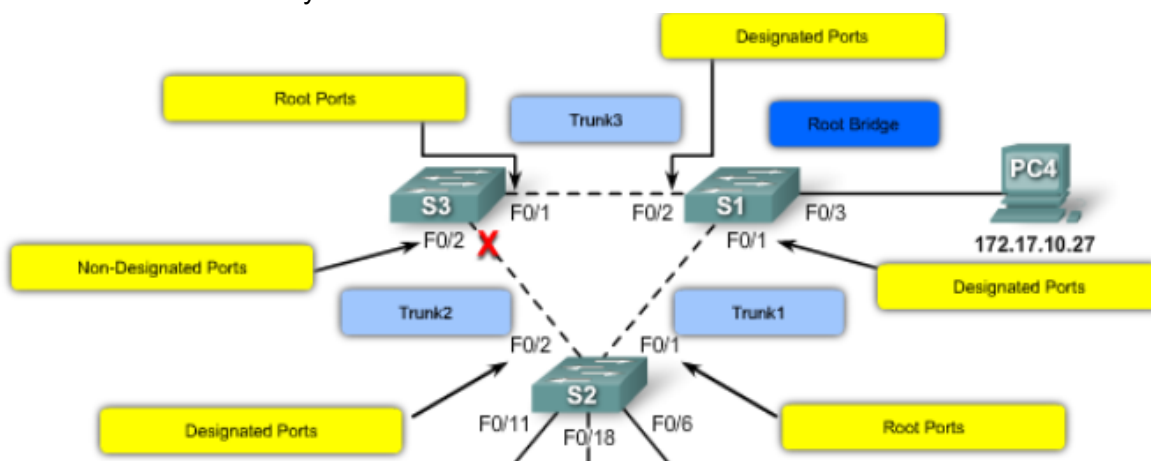 y
Designated Ports
Root Ports
Trunk3
Root Bridge
PC4
S3
F0/1
F0/2
S1
F0/3
F0/2
X
F0/1
172.17.10.27
Non-Designated Ports
Designated Ports
Trunk2
Trunk1
F0/2
F0/1
S2
Designated Ports
F0/11
F0/18
F0/6
Root Ports